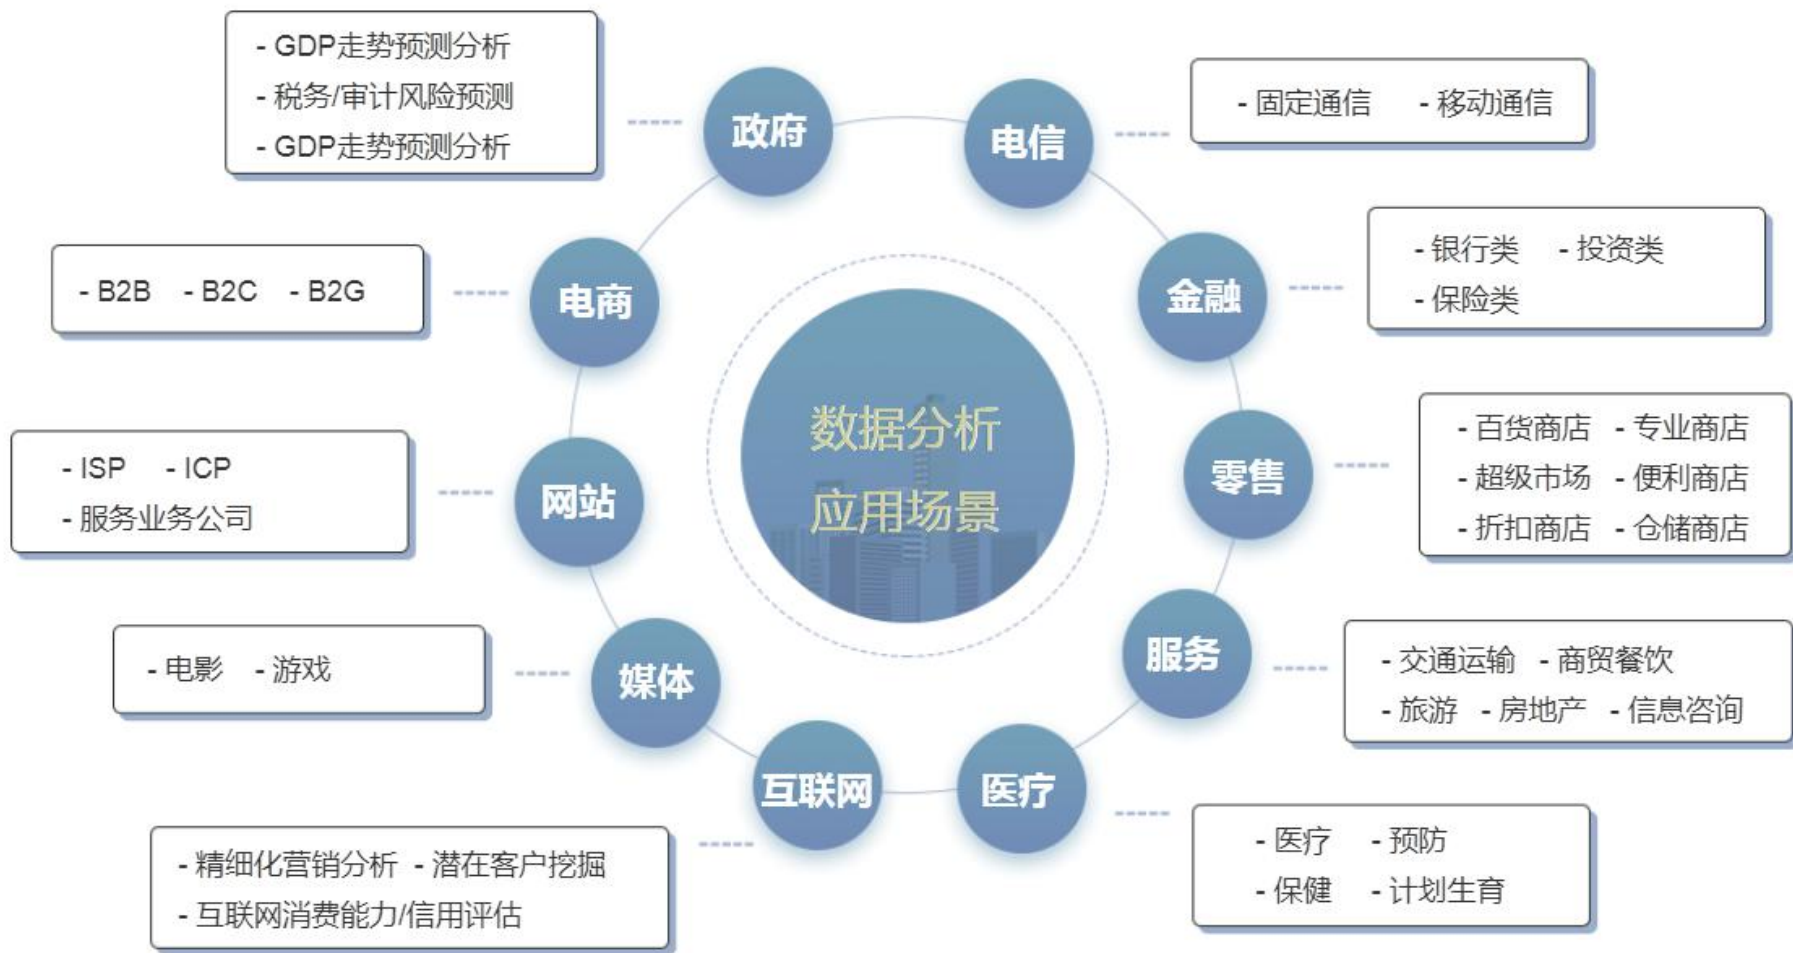 - GDP走势预测分析
- 税务/审计风险预测
- GDP走势预测分析
政府
电信
- 固定通信 - 移动通信
- B2B - B2C - B2G
电商
金融
- 银行类 - 投资类
- 保险类
数据分析
应用场景
- ISP - ICP
- 服务业务公司
网站
零售
- 百货商店 - 专业商店
- 超级市场 - 便利商店
- 折扣商店 - 仓储商店
- 电影 - 游戏
媒体
服务
- 交通运输 - 商贸餐饮
- 旅游 - 房地产 - 信息咨询
互联网
- 精细化营销分析 - 潜在客户挖掘
- 互联网消费能力/信用评估
医疗
- 医疗 - 预防
- 保健 - 计划生育